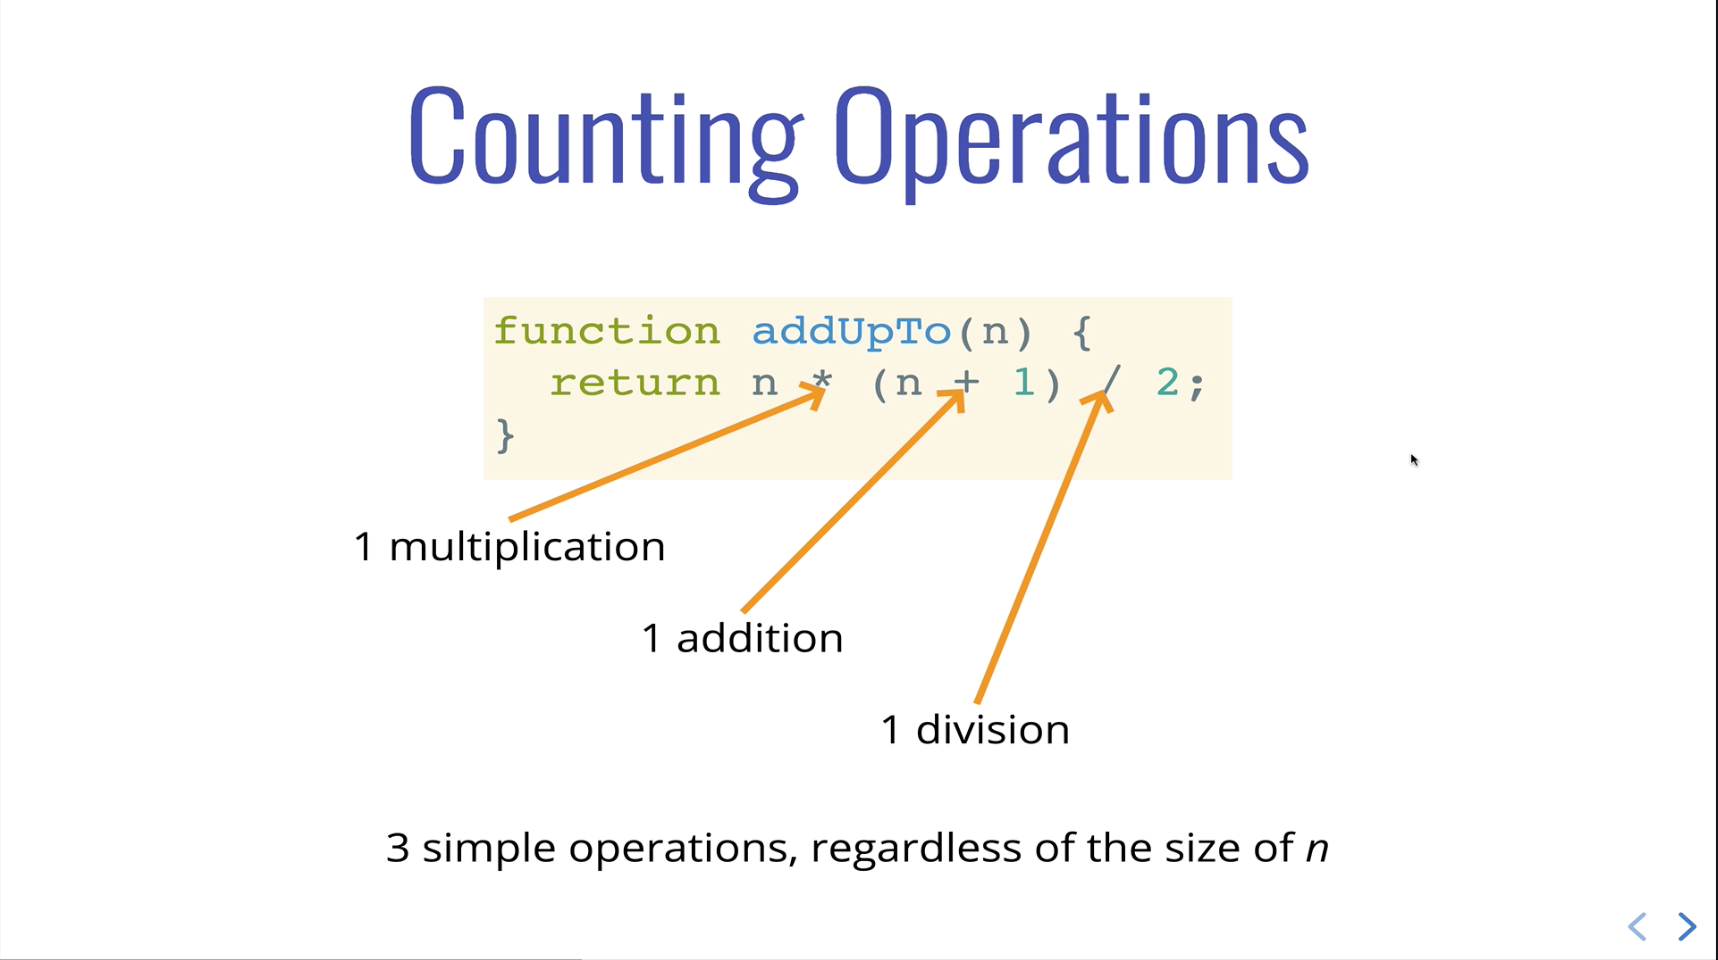 Counting Operations
function addUpTo(n) {
  return n * (n + 1) / 2;
}
1 multiplication
1 addition
1 division
3 simple operations, regardless of the size of n